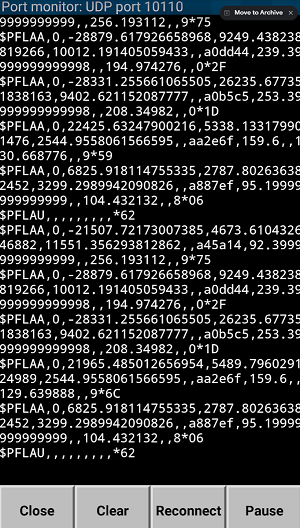 Port monitor: UDP port 10110
Move to Archive
9999999999,,256.193112,,9*75
$PFLAA,0,-28879.617926658968,9249.438238
819266,10012.191405059433,,a0dd44,239.39
999999999998,,194.974276,,0*2F
$PFLAA,0,-28331.255661065505,26235.67735
1838163,9402.621152087777,,a0b5c5,253.39
999999999998,,208.34982,,0*1D
$PFLAA,0,22425.63247900216,5338.13317990
1476,2544.9558061566595,,aa2e6f,159.6,,1
30.668776,,9*59
$PFLAA,0,6825.918114755335,2787.80263638
2452,3299.2989942090826,,a887ef,95.19999
999999999,,104.432132,,8*06
$PFLAU,,,,,,,,,*62
$PFLAA,0,-21507.72173007385,4673.6104326
46882,11551.356293812862,,a45a14,92.3999
9999999999,,256.193112,,9*75
$PFLAA,0,-28879.617926658968,9249.438238
819266,10012.191405059433,,a0dd44,239.39
999999999998,,194.974276,,0*2F
$PFLAA,0,-28331.255661065505,26235.67735
1838163,9402.621152087777,,a0b5c5,253.39
999999999998,,208.34982,,0*1D
$PFLAA,0,21965.485012656954,5489.7960291
24989,2544.9558061566595,,aa2e6f,159.6,,
129.639888,,9*6C
$PFLAA,0,6825.918114755335,2787.80263638
2452,3299.2989942090826,,a887ef,95.19999
999999999,,104.432132,,8*06
$PFLAU,,,,,,,,,*62
Close Clear Reconnect Pause